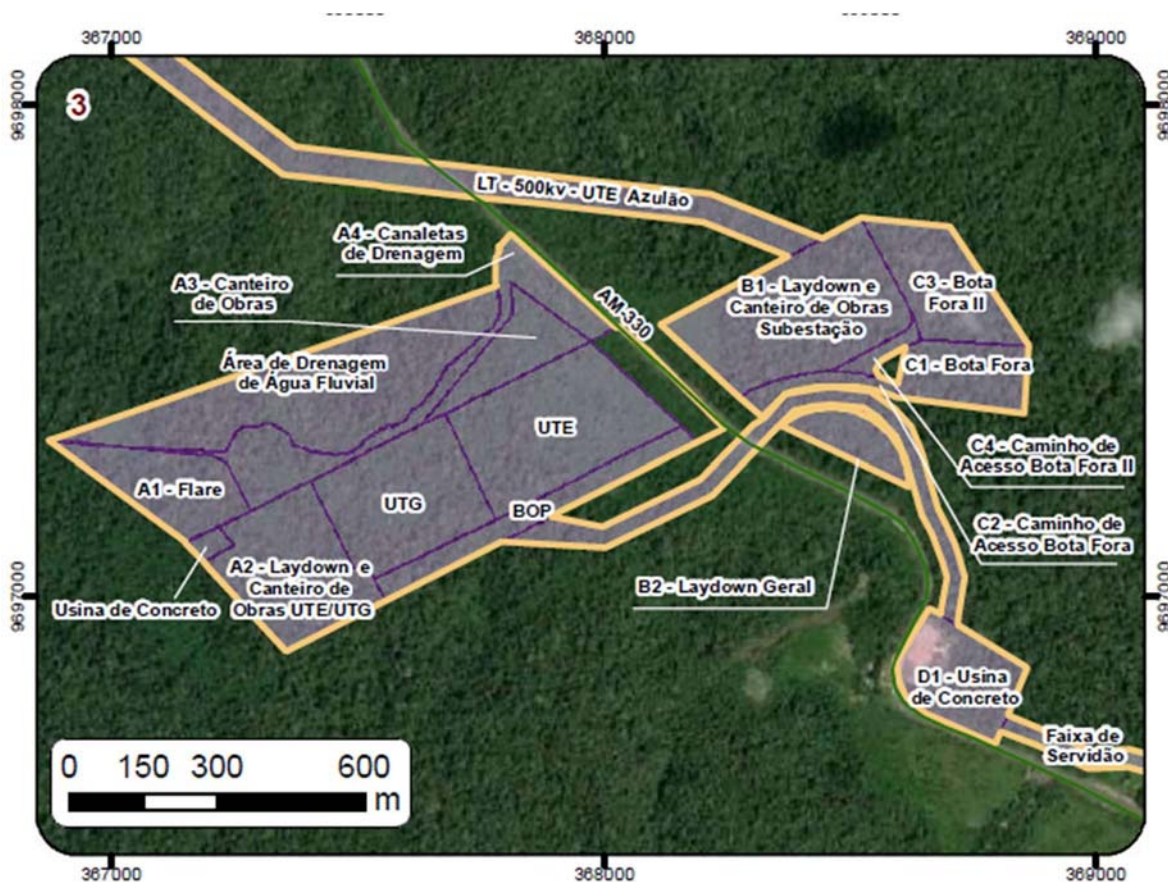 367000
368000
369000
9698000
9698000
3
LT - 500kv - UTE Azulão
A4 - Canaletas
de Drenagem
A3 - Canteiro
de Obras
AM-330
B1 - Laydown e
Canteiro de Obras
Subestação
C3 - Bota
Fora II
Área de Drenagem
de Água Fluvial
C1 - Bota Fora
UTE
C4 - Caminho de
Acesso Bota Fora II
A1 - Flare
UTG
BOP
C2 - Caminho de
Acesso Bota Fora
A2 - Laydown e
Canteiro de
Obras UTE/UTG
Usina de Concreto
B2 - Laydown Geral
9697000
9697000
D1 - Usina
de Concreto
Faixa de
Servidão
0 150 300 600
m
367000
368000
369000